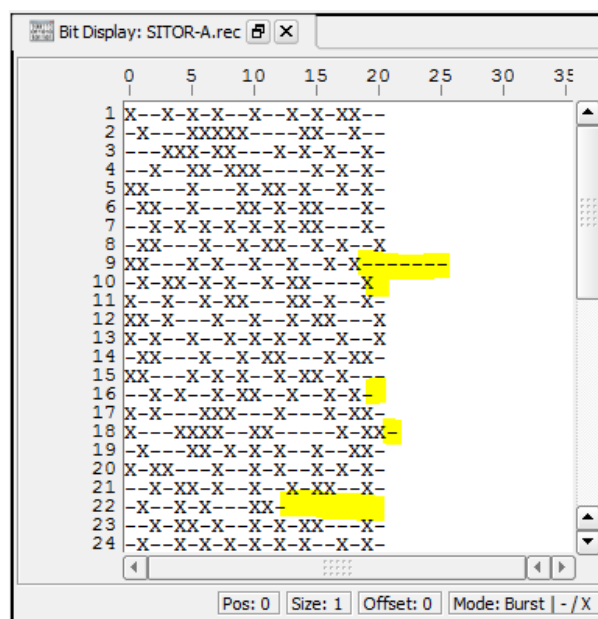 Bit Display: SITOR-A.rec
0 5 10 15 20 25 30 35
1 X--X-X-X--X--X-X-XX--
2 -X---XXXXX----XX--X--
3 ---XXX-XX---X-X-X--X-
4 --X--XX-XXX----X-X-X-
5 XX---X---X-XX-X--X-X-
6 -XX--X---XX-X-XX---X-
7 --X-X-X-X-X-X-XX---X-
8 -XX---X--X-XX--X-X--X
9 XX---X-X--X--X--X-X-------
10 -X-XX-X-X--X-XX----X
11 X--X--X-XX---XX-X--X-
12 XX-X---X--X--X-XX---X
13 X-X--X-X--X-X--X-X--X
14 -XX---X--X-XX---X-XX-
15 XX---X-X-X--X-XX-X---
16 --X-X--X-XX--X--X-X-
17 X-X---XXX----X--X-XX-
18 X---XXXX--XX-----X-XX-
19 -X---XX-X-X-X--X--XX-
20 X-XX---X-X--X--X-X-X-
21 --X-XX-X--X--X-XX--X-
22 -X--X-X---XX-
23 --X-XX-X--X-X-XX---X-
24 -X--X-X-X-X-X-X--X-X-
Pos: 0 Size: 1 Offset: 0 Mode: Burst | - / X